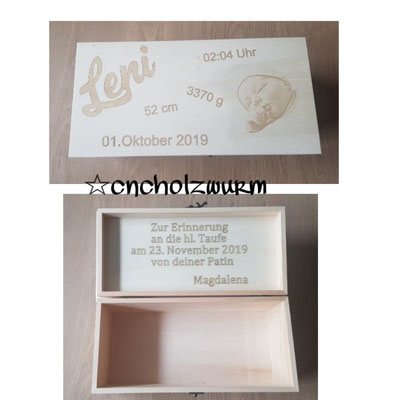 Leni
02:04 Uhr
52 cm
3370 g
01.Oktober 2019
☆cncholzwurm
Zur Erinnerung
an die hl. Taufe
am 23. November 2019
von deiner Patin
Magdalena